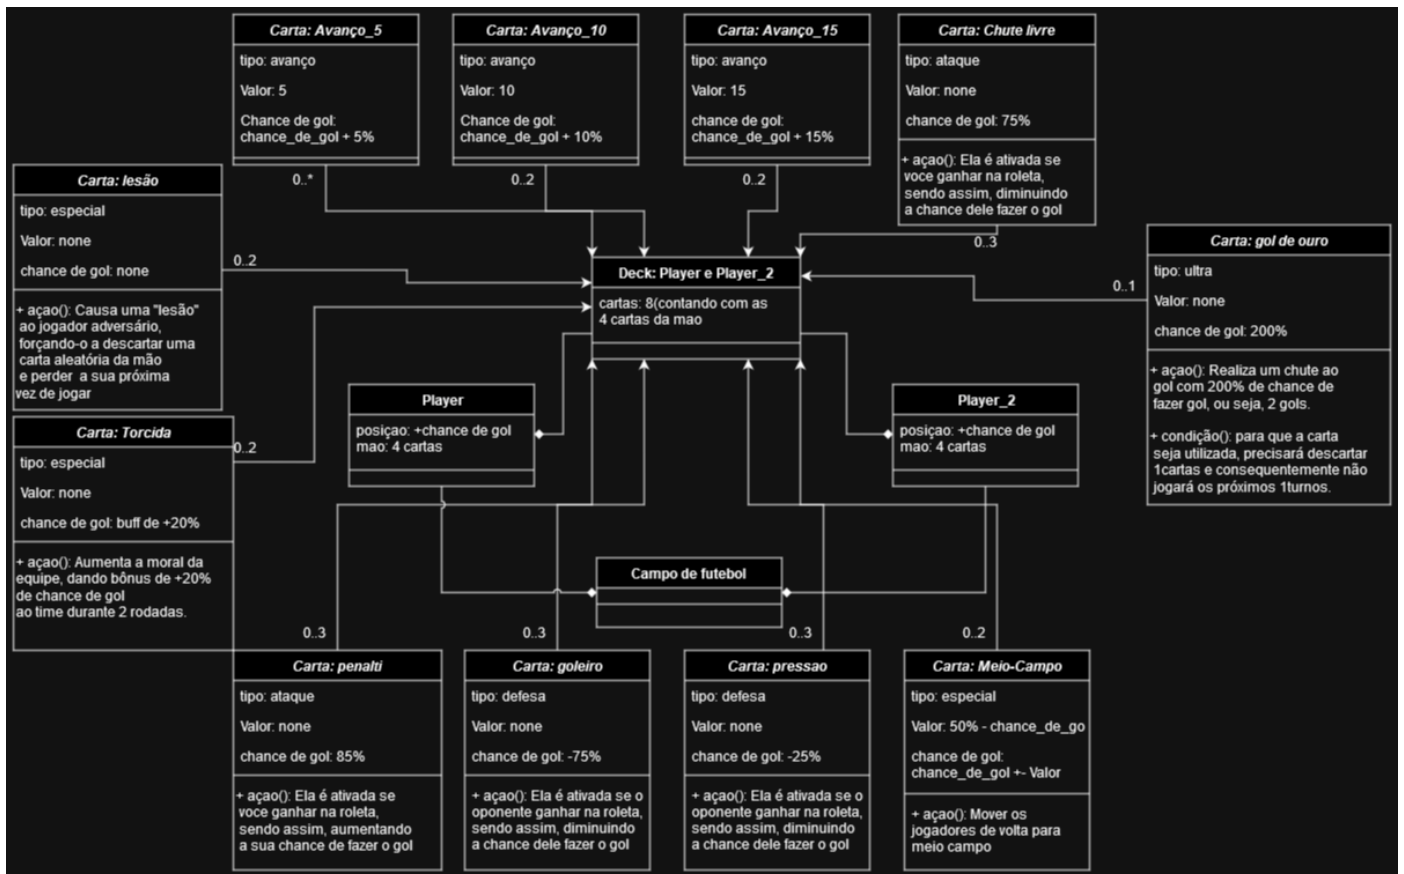 Carta: Avanço_5
tipo: avanço
Valor: 5
Chance de gol:
chance_de_gol + 5%
0..*
Carta: Avanço_10
tipo: avanço
Valor: 10
Chance de gol:
chance_de_gol + 10%
0..2
Carta: Avanço_15
tipo: avanço
Valor: 15
chance de gol:
chance_de_gol + 15%
0..2
Carta: Chute livre
tipo: ataque
Valor: none
chance de gol: 75%
+ açao(): Ela é ativada se
voce ganhar na roleta,
sendo assim, diminuindo
a chance dele fazer o gol
0..3
Carta: lesão
tipo: especial
Valor: none
chance de gol: none
+ açao(): Causa uma "lesão"
ao jogador adversário,
forçando-o a descartar uma
carta aleatória da mão
e perder a sua próxima
vez de jogar
0..2
Deck: Player e Player_2
cartas: 8(contando com as
4 cartas da mao
Carta: gol de ouro
tipo: ultra
Valor: none
chance de gol: 200%
+ açao(): Realiza um chute ao
gol com 200% de chance de
fazer gol, ou seja, 2 gols.
+ condição(): para que a carta
seja utilizada, precisará descartar
1cartas e consequentemente não
jogará os próximos 1turnos.
0..1
Carta: Torcida
tipo: especial
Valor: none
chance de gol: buff de +20%
+ açao(): Aumenta a moral da
equipe, dando bônus de +20%
de chance de gol
ao time durante 2 rodadas.
0..2
Player
posiçao: +chance de gol
mao: 4 cartas
Player_2
posiçao: +chance de gol
mao: 4 cartas
Campo de futebol
0..3
Carta: penalti
tipo: ataque
Valor: none
chance de gol: 85%
+ açao(): Ela é ativada se
voce ganhar na roleta,
sendo assim, aumentando
a sua chance de fazer o gol
0..3
Carta: goleiro
tipo: defesa
Valor: none
chance de gol: -75%
+ açao(): Ela é ativada se o
oponente ganhar na roleta,
sendo assim, diminuindo
a chance dele fazer o gol
0..3
Carta: pressao
tipo: defesa
Valor: none
chance de gol: -25%
+ açao(): Ela é ativada se o
oponente ganhar na roleta,
sendo assim, diminuindo
a chance dele fazer o gol
0..2
Carta: Meio-Campo
tipo: especial
Valor: 50% - chance_de_go
chance de gol:
chance_de_gol +- Valor
+ açao(): Mover os
jogadores de volta para
meio campo